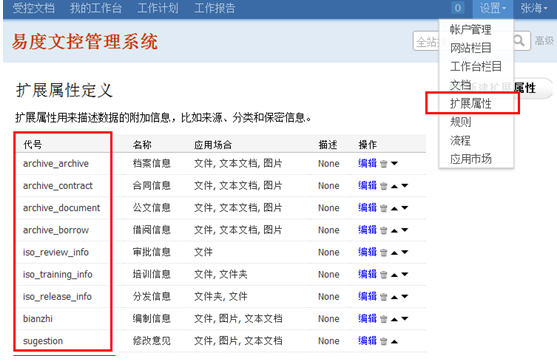 受控文档 我的工作台 工作计划 工作报告 0 设置 张海
易度文控管理系统 全站 高级
帐户管理
网站栏目
工作台栏目
文档
扩展属性
规则
流程
应用市场
扩展属性定义 建扩展属性
扩展属性用来描述数据的附加信息，比如来源、分类和保密信息。
代号 名称 应用场合 描述 操作
archive_archive 档案信息 文件, 文本文档, 图片 None 编辑
archive_contract 合同信息 文件, 文本文档, 图片 None 编辑
archive_document 公文信息 文件, 文本文档, 图片 None 编辑
archive_borrow 借阅信息 文件, 文本文档, 图片 None 编辑
iso_review_info 审批信息 文件 None 编辑
iso_training_info 培训信息 文件, 文件夹 None 编辑
iso_release_info 分发信息 文件夹, 文件 None 编辑
bianzhi 编制信息 文件, 图片, 文本文档 None 编辑
sugestion 修改意见 文件, 图片, 文本文档 None 编辑